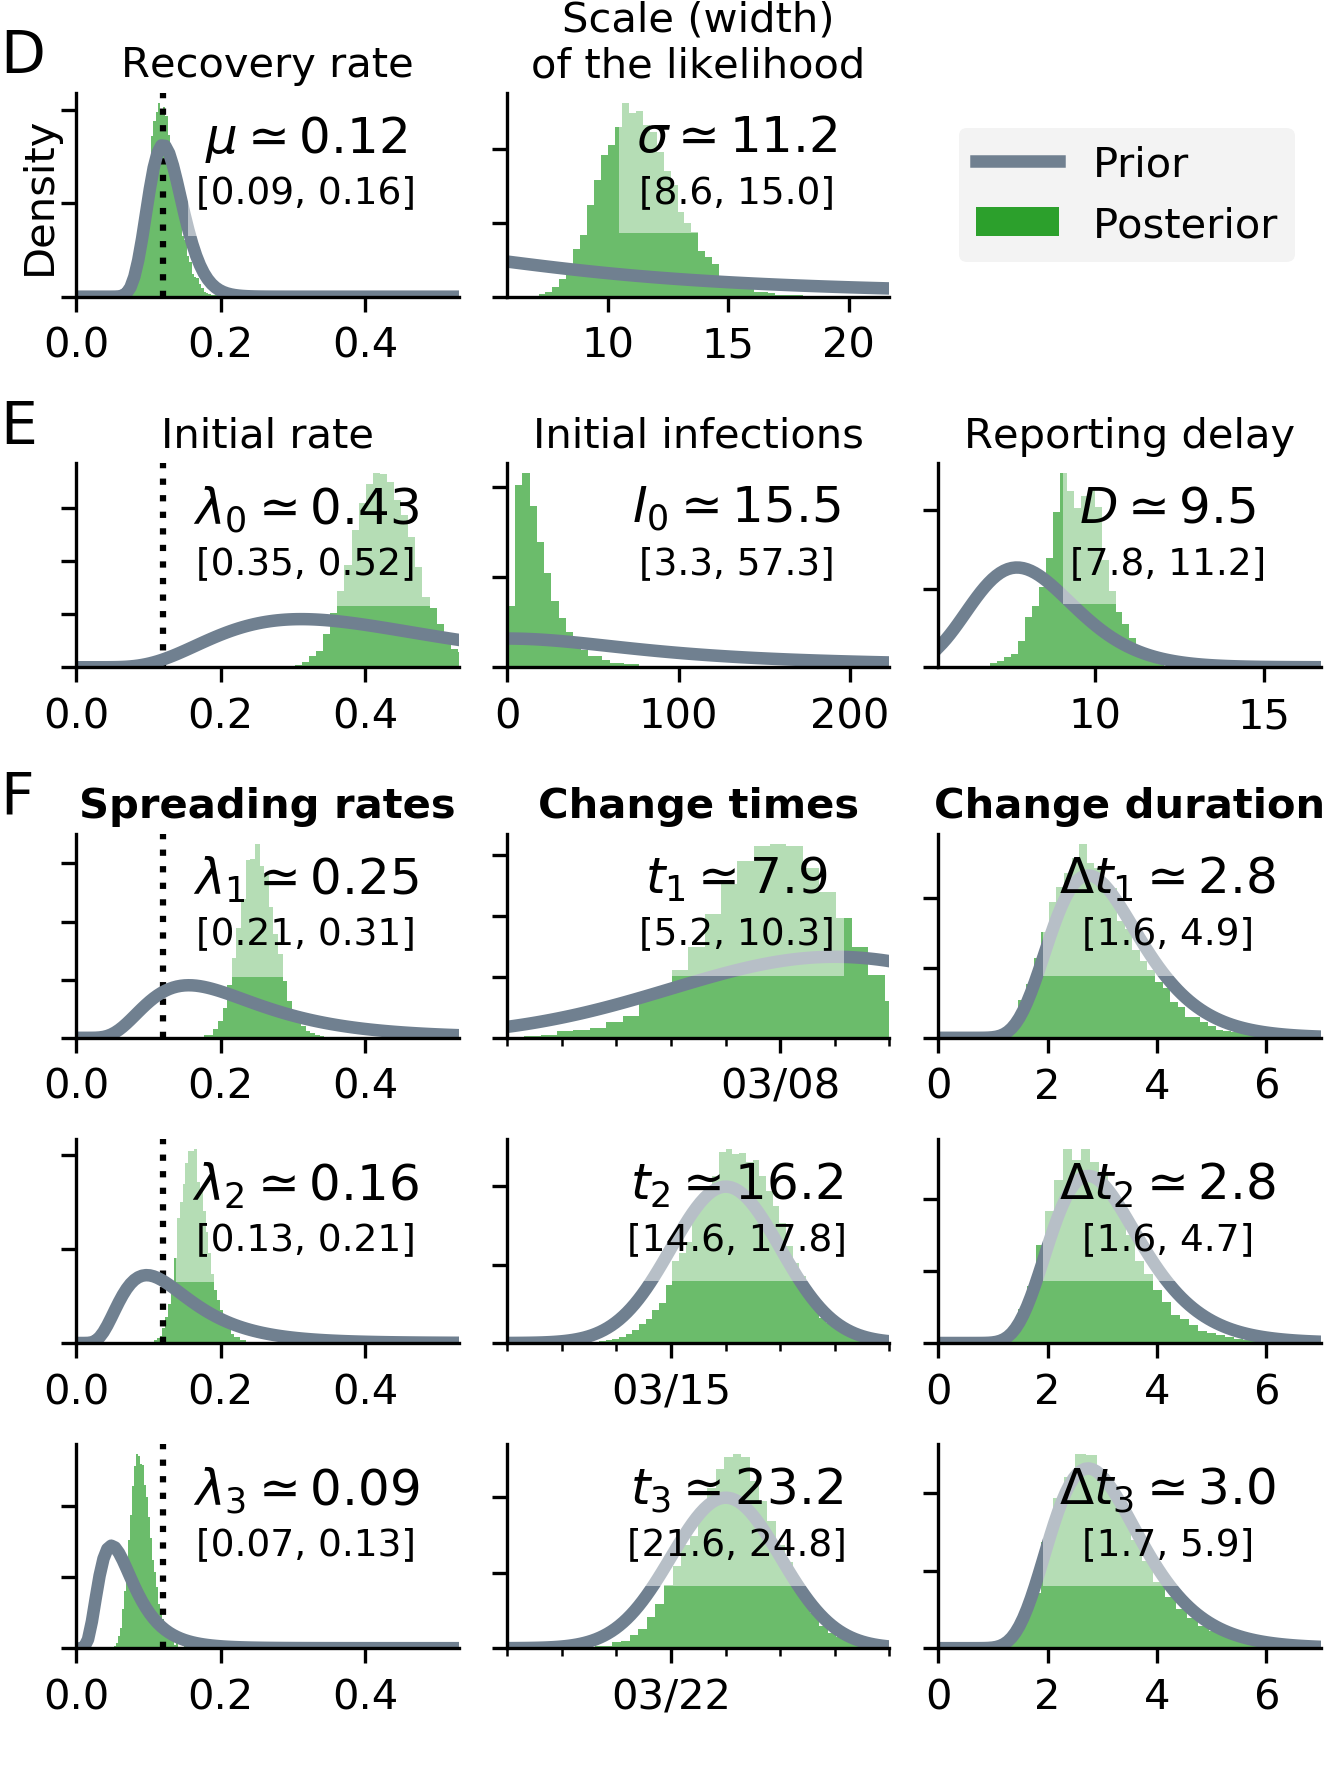 D
Recovery rate
Scale (width)
of the likelihood
Density
μ ≃ 0.12
[0.09, 0.16]
0.0 0.2 0.4
σ ≃ 11.2
[8.6, 15.0]
10 15 20
Prior
Posterior
E
Initial rate
λ0 ≃ 0.43
[0.35, 0.52]
0.0 0.2 0.4
Initial infections
I0 ≃ 15.5
[3.3, 57.3]
0 100 200
Reporting delay
D ≃ 9.5
[7.8, 11.2]
10 15
F
Spreading rates
Change times
Change duration
λ1 ≃ 0.25
[0.21, 0.31]
0.0 0.2 0.4
t1 ≃ 7.9
[5.2, 10.3]
03/08
Δt1 ≃ 2.8
[1.6, 4.9]
0 2 4 6
λ2 ≃ 0.16
[0.13, 0.21]
0.0 0.2 0.4
t2 ≃ 16.2
[14.6, 17.8]
03/15
Δt2 ≃ 2.8
[1.6, 4.7]
0 2 4 6
λ3 ≃ 0.09
[0.07, 0.13]
0.0 0.2 0.4
t3 ≃ 23.2
[21.6, 24.8]
03/22
Δt3 ≃ 3.0
[1.7, 5.9]
0 2 4 6